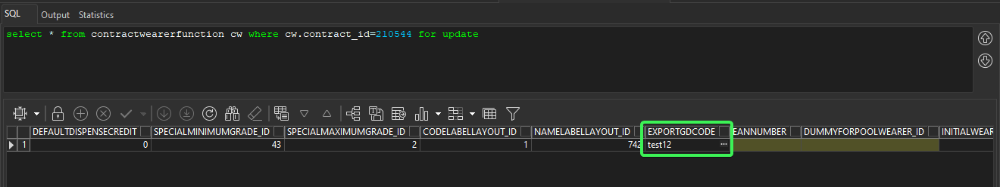 SQL Output Statistics
select * from contractwearerfunction cw where cw.contract_id=210544 for update
DEFAULTDISPENSECREDIT SPECIALMINIMUMGRADE_ID SPECIALMAXIMUMGRADE_ID CODELABELLAYOUT_ID NAMELABELLAYOUT_ID EXPORTGDCODE EANNUMBER DUMMYFORPOOLWEARER_ID INITIALWEAR
1 0 43 2 1 742 test12 ...